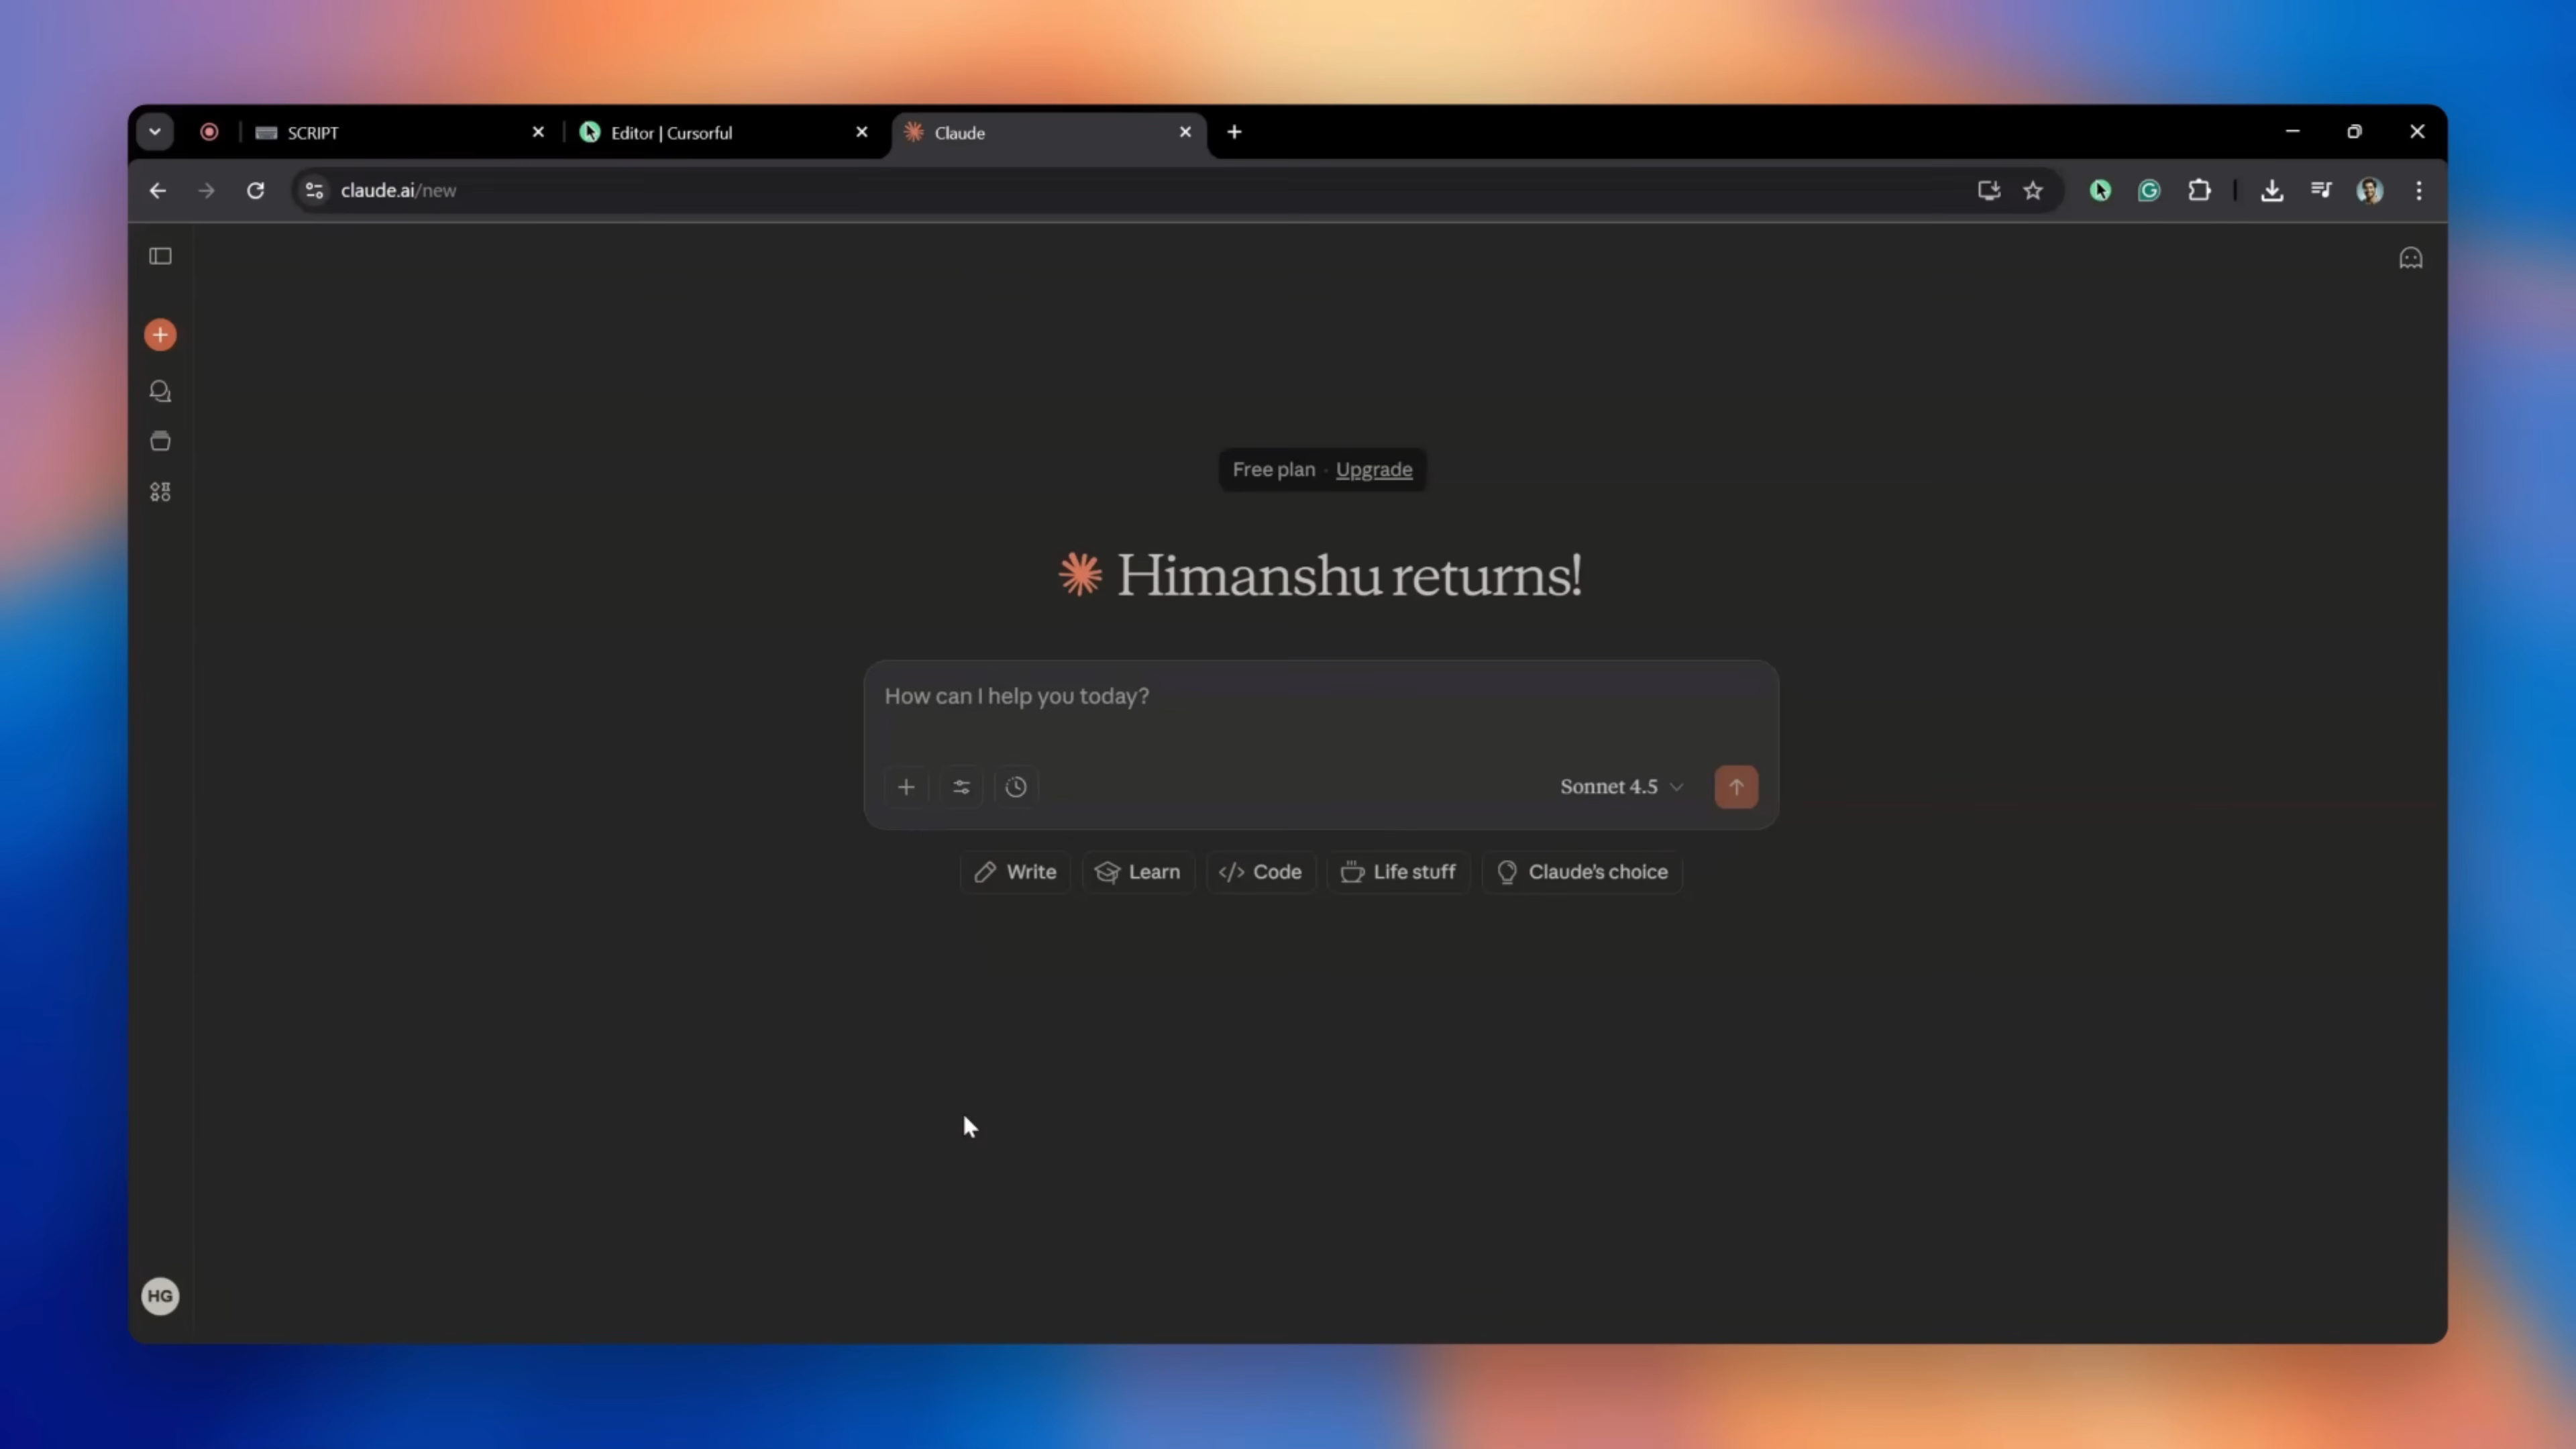 SCRIPT
Editor | Cursorful
Claude
claude.ai/new
Free plan · Upgrade
Himanshu returns!
How can I help you today?
Sonnet 4.5
Write
Learn
</> Code
Life stuff
Claude's choice
HG